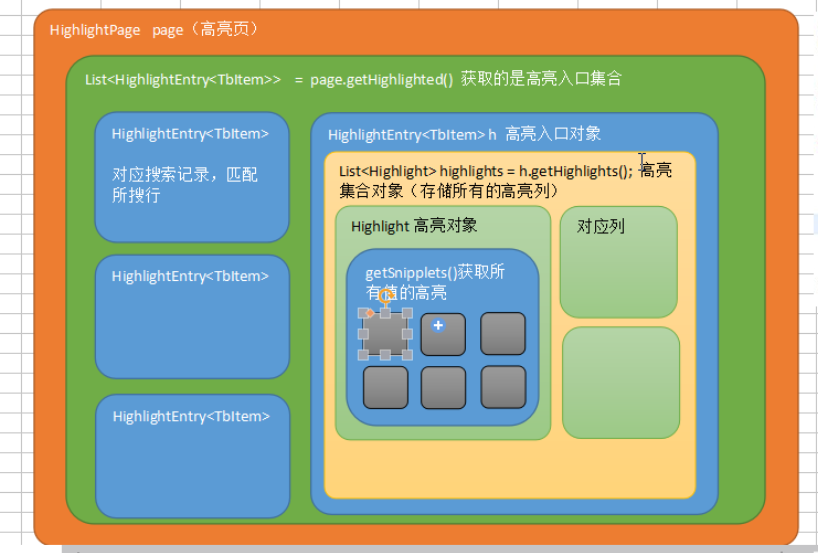 HighlightPage page（高亮页）
List<HighlightEntry<TbItem>> = page.getHighlighted() 获取的是高亮入口集合
HighlightEntry<TbItem>
对应搜索记录，匹配
所搜行
HighlightEntry<TbItem>
HighlightEntry<TbItem>
HighlightEntry<TbItem> h 高亮入口对象
List<Highlight> highlights = h.getHighlights(); 高亮
集合对象（存储所有的高亮列）
Highlight 高亮对象
getSnipplets()获取所
有值的高亮
对应列